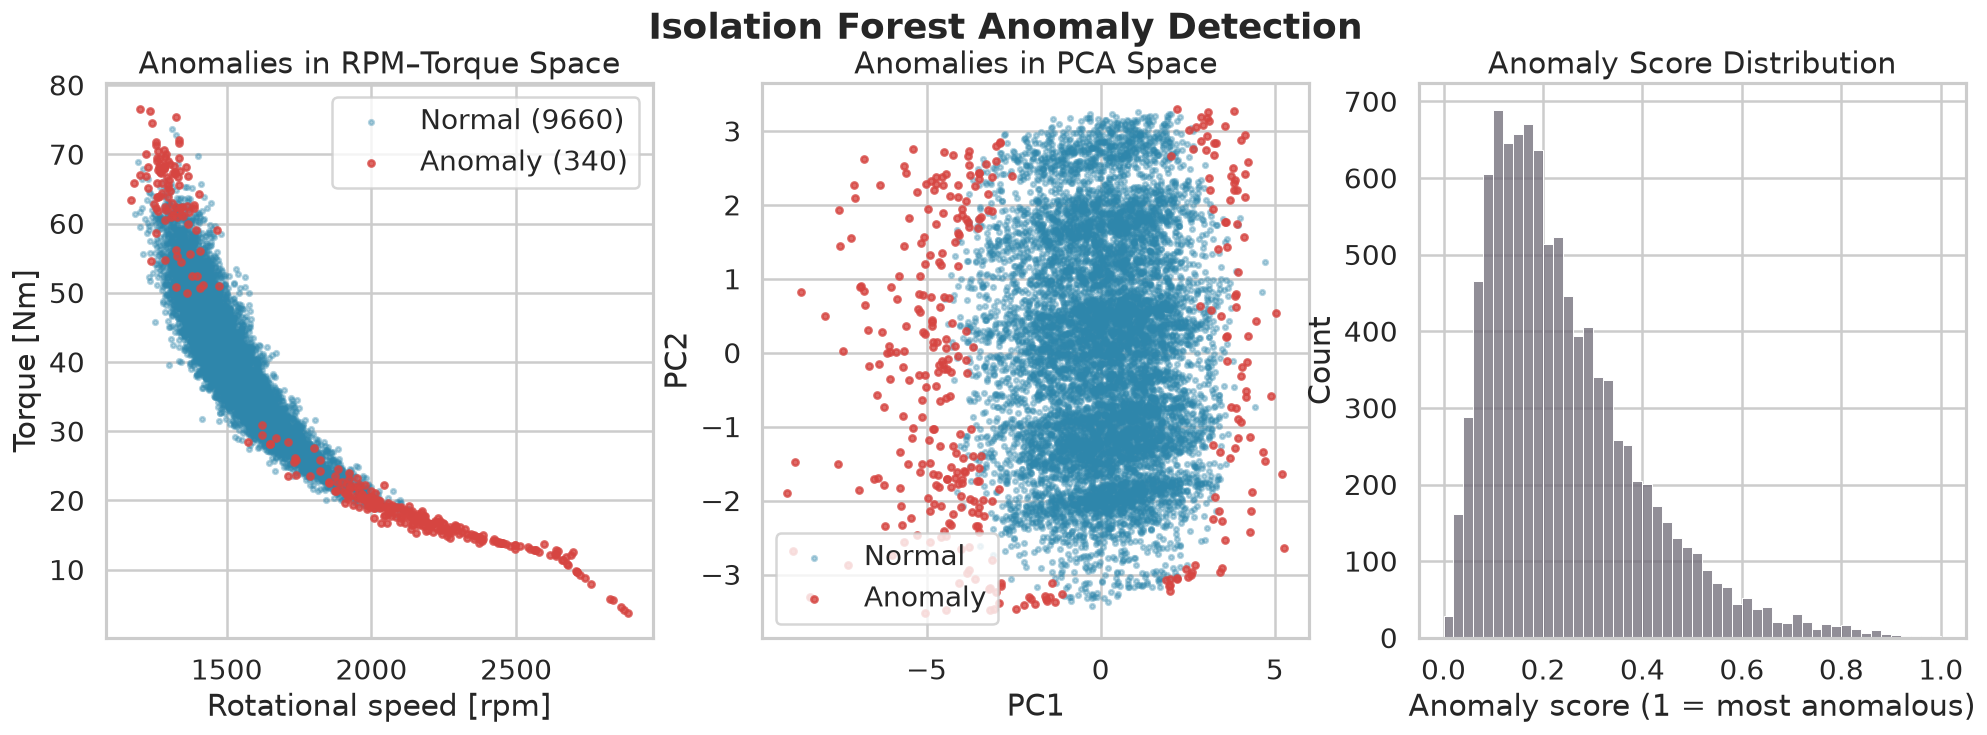 Isolation Forest Anomaly Detection
Anomalies in RPM–Torque Space
80
70
60
50
40
30
20
10
Torque [Nm]
Normal (9660)
Anomaly (340)
1500 2000 2500
Rotational speed [rpm]
Anomalies in PCA Space
3
2
1
0
−1
−2
−3
PC2
Normal
Anomaly
−5 0 5
PC1
Anomaly Score Distribution
700
600
500
400
300
200
100
0
Count
0.0 0.2 0.4 0.6 0.8 1.0
Anomaly score (1 = most anomalous)